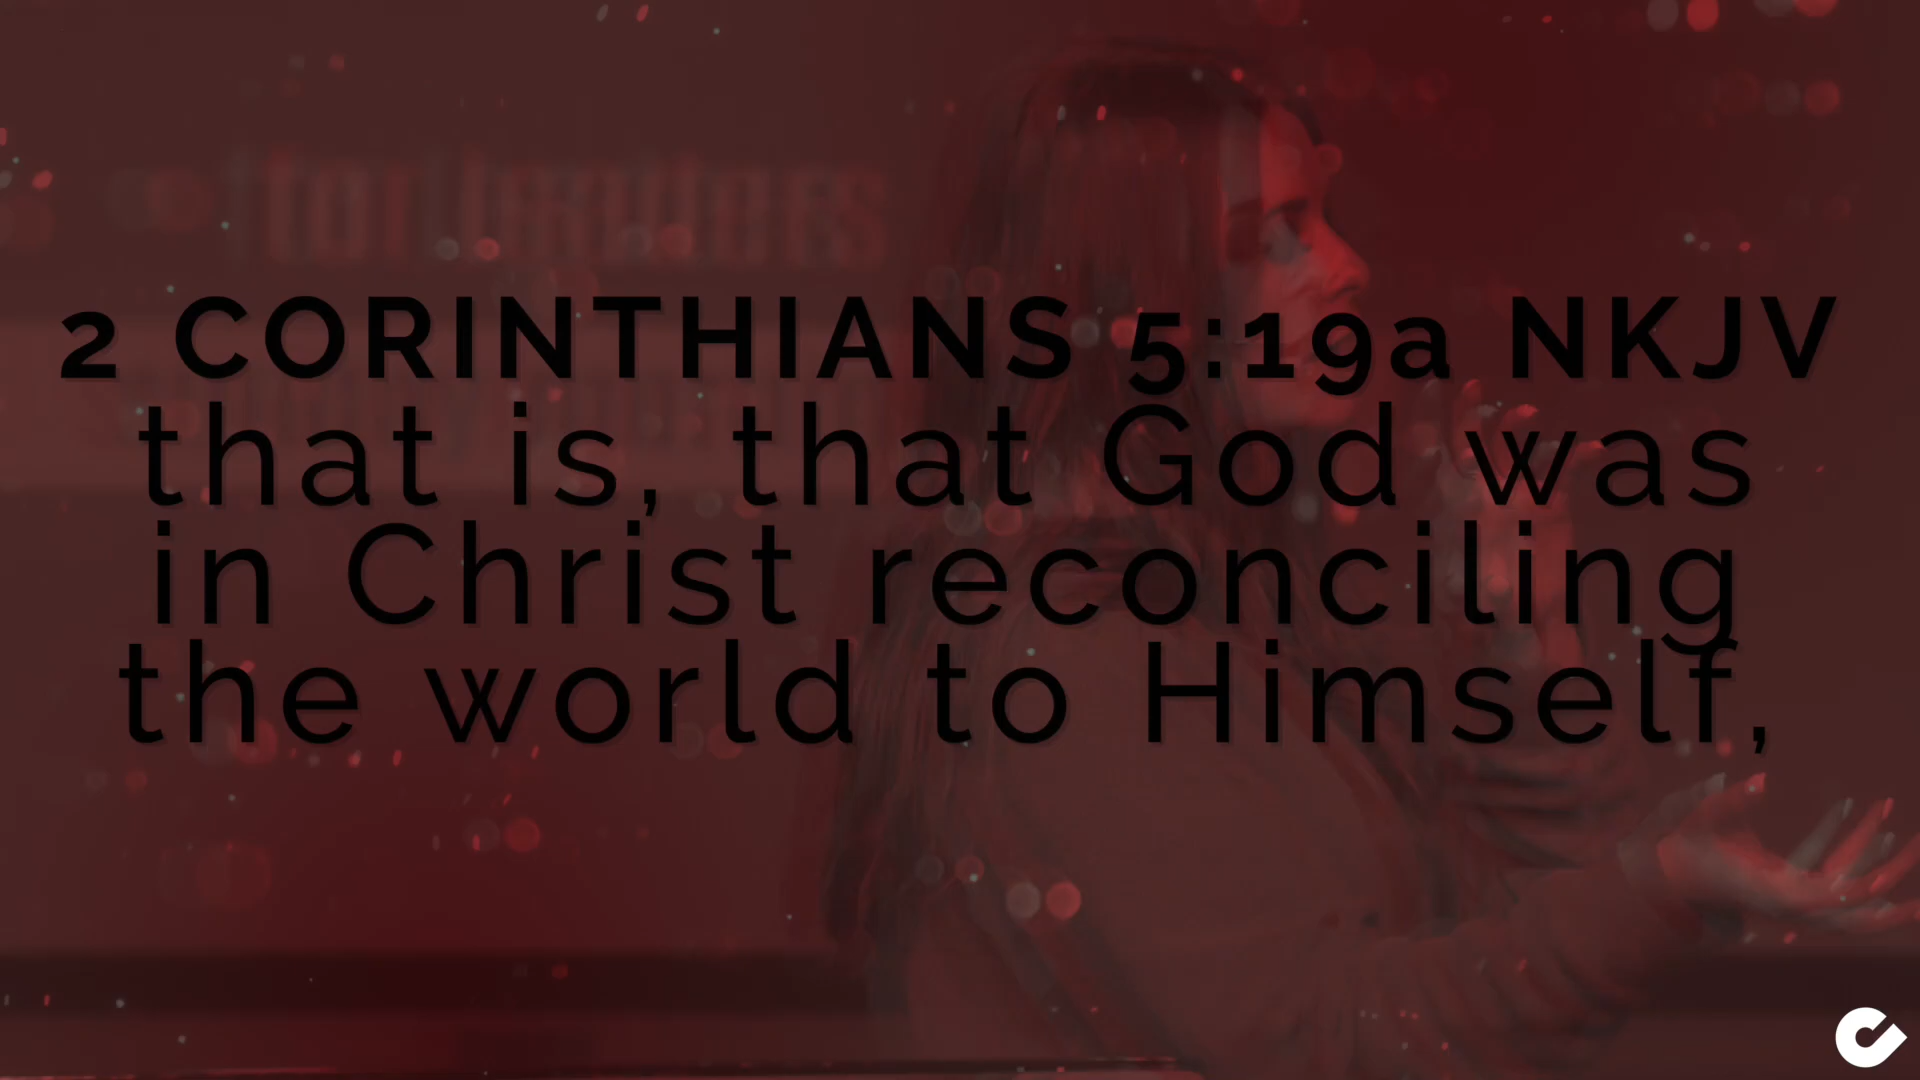 2 CORINTHIANS 5:19a NKJV
that is, that God was
in Christ reconciling
the world to Himself,